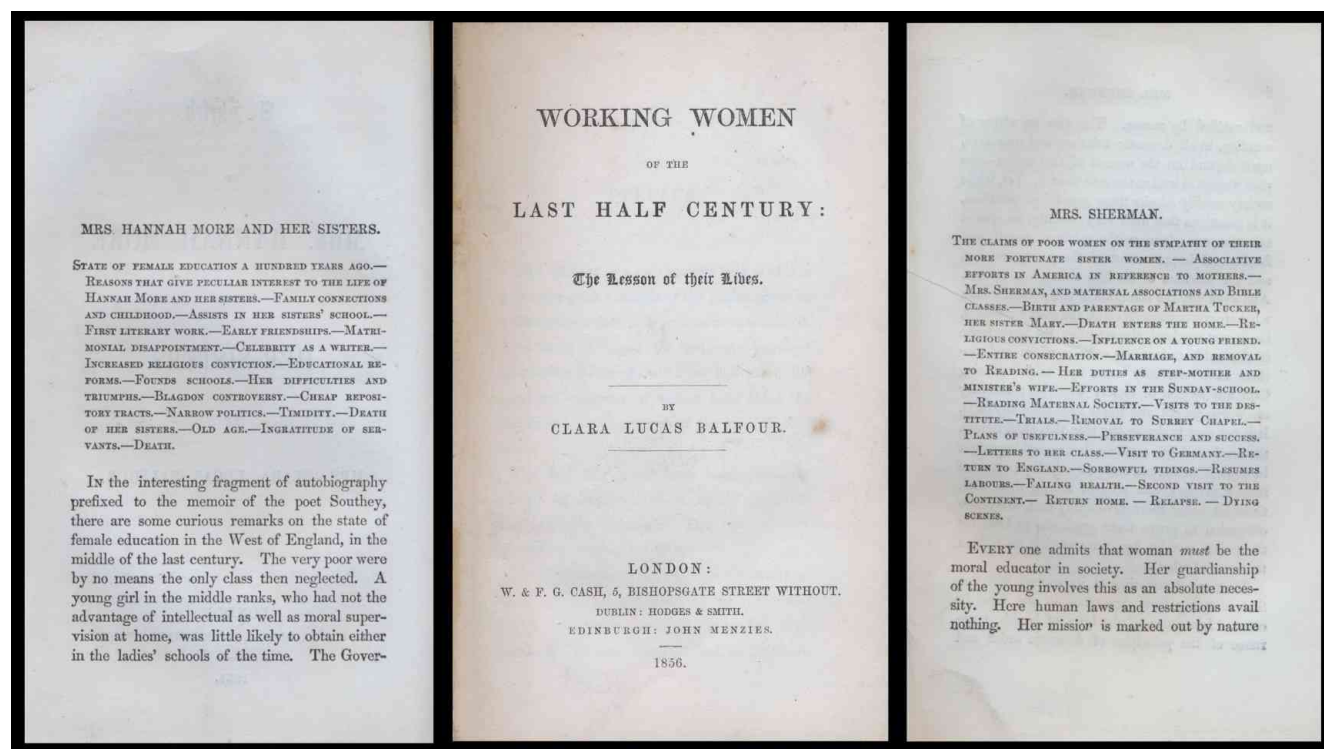 MRS. HANNAH MORE AND HER SISTERS.
STATE OF FEMALE EDUCATION A HUNDRED YEARS AGO.—
REASONS THAT GIVE PECULIAR INTEREST TO THE LIFE OF
HANNAH MORE AND HER SISTERS.—FAMILY CONNECTIONS
AND CHILDHOOD.—ASSISTS IN HER SISTERS' SCHOOL.—
FIRST LITERARY WORK.—EARLY FRIENDSHIPS.—MATRI-
MONIAL DISAPPOINTMENT.—CELEBRITY AS A WRITER.—
INCREASED RELIGIOUS CONVICTION.—EDUCATIONAL RE-
FORMS.—FOUNDS SCHOOLS.—HER DIFFICULTIES AND
TRIUMPHS.—BLAGDON CONTROVERSY.—CHEAP REPOSI-
TORY TRACTS.—NARROW POLITICS.—TIMIDITY.—DEATH
OF HER SISTERS.—OLD AGE.—INGRATITUDE OF SER-
VANTS.—DEATH.
IN the interesting fragment of autobiography
prefixed to the memoir of the poet Southey,
there are some curious remarks on the state of
female education in the West of England, in the
middle of the last century. The very poor were
by no means the only class then neglected. A
young girl in the middle ranks, who had not the
advantage of intellectual as well as moral super-
vision at home, was little likely to obtain either
in the ladies' schools of the time. The Gover-
WORKING WOMEN
OF THE
LAST HALF CENTURY:
The Lesson of their Lives.
BY
CLARA LUCAS BALFOUR.
LONDON:
W. & F. G. CASH, 5, BISHOPSGATE STREET WITHOUT.
DUBLIN: HODGES & SMITH.
EDINBURGH: JOHN MENZIES.
1856.
MRS. SHERMAN.
THE CLAIMS OF POOR WOMEN ON THE SYMPATHY OF THEIR
MORE FORTUNATE SISTER WOMEN. — ASSOCIATIVE
EFFORTS IN AMERICA IN REFERENCE TO MOTHERS.—
MRS. SHERMAN, AND MATERNAL ASSOCIATIONS AND BIBLE
CLASSES.—BIRTH AND PARENTAGE OF MARTHA TUCKER,
HER SISTER MARY.—DEATH ENTERS THE HOME.—RE-
LIGIOUS CONVICTIONS.—INFLUENCE ON A YOUNG FRIEND.
—ENTIRE CONSECRATION.—MARRIAGE, AND REMOVAL
TO READING. — HER DUTIES AS STEP-MOTHER AND
MINISTER'S WIFE.—EFFORTS IN THE SUNDAY-SCHOOL.
—READING MATERNAL SOCIETY.—VISITS TO THE DES-
TITUTE.—TRIALS.—REMOVAL TO SURREY CHAPEL.—
PLANS OF USEFULNESS.—PERSEVERANCE AND SUCCESS.
—LETTERS TO HER CLASS.—VISIT TO GERMANY.—RE-
TURN TO ENGLAND.—SORROWFUL TIDINGS.—RESUMES
LABOURS.—FAILING HEALTH.—SECOND VISIT TO THE
CONTINENT.— RETURN HOME. — RELAPSE. — DYING
SCENES.
EVERY one admits that woman must be the
moral educator in society. Her guardianship
of the young involves this as an absolute neces-
sity. Here human laws and restrictions avail
nothing. Her mission is marked out by nature